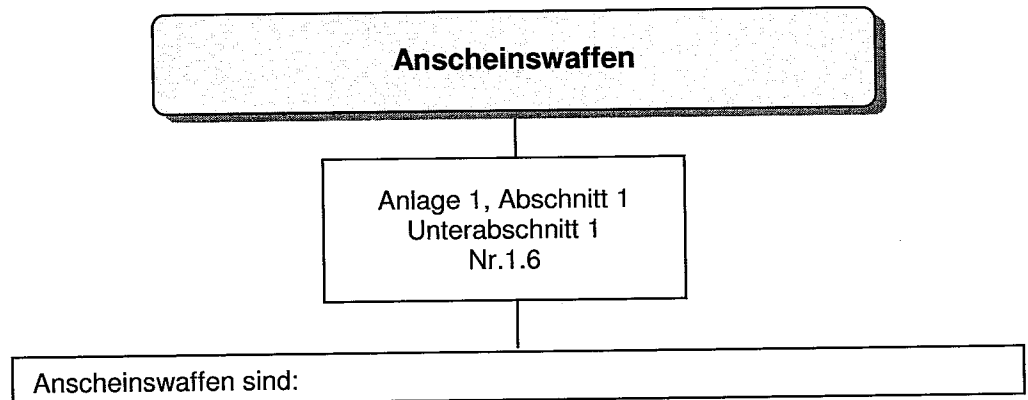 Anscheinswaffen
Anlage 1, Abschnitt 1
Unterabschnitt 1
Nr.1.6
Anscheinswaffen sind: